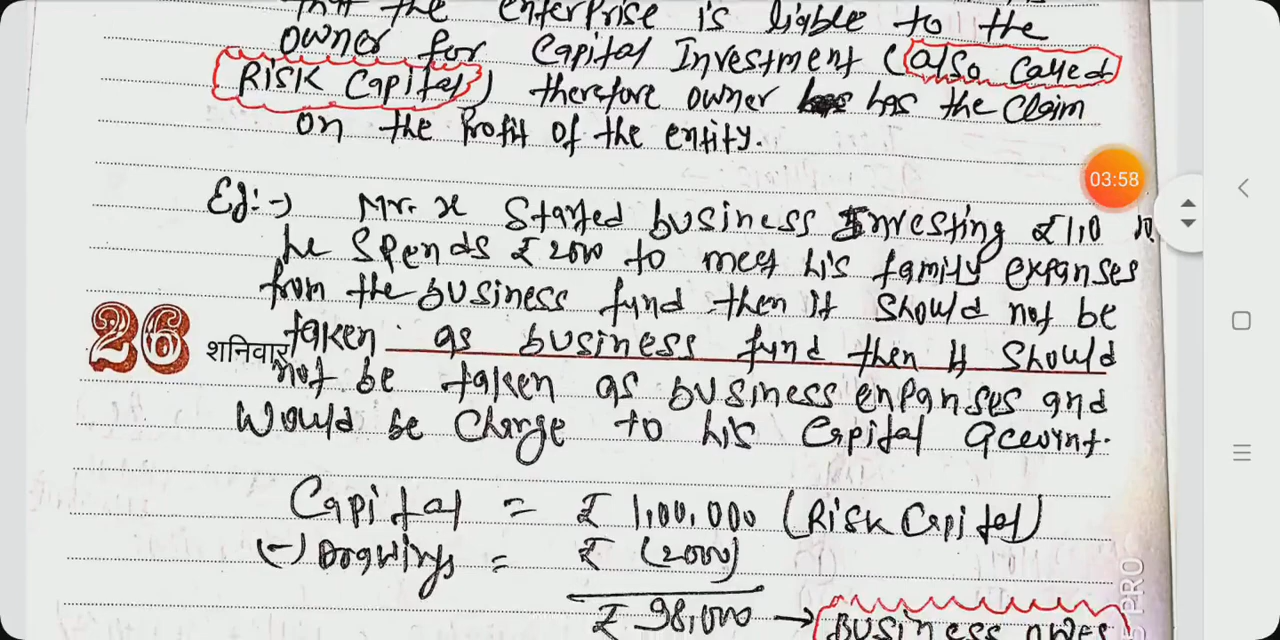 that the enterprise is liable to the
owner for Capital Investment (also called
RISK Capital) therefore owner has the claim
on the Profit of the entity.
03:58
Eg:-) Mr. x Started business Investing ₹1,0
he spends ₹ 2000 to meet his family expanses
from the business fund then it should not be
26 शनिवार taken as business fund then it should
not be taken as business enpanses and
would be charge to his Capital account.
Capital = ₹ 1,00,000 (Risk Capital)
(-) Drawings = ₹ (2000)
₹ 98,000 → Business owes
PRO